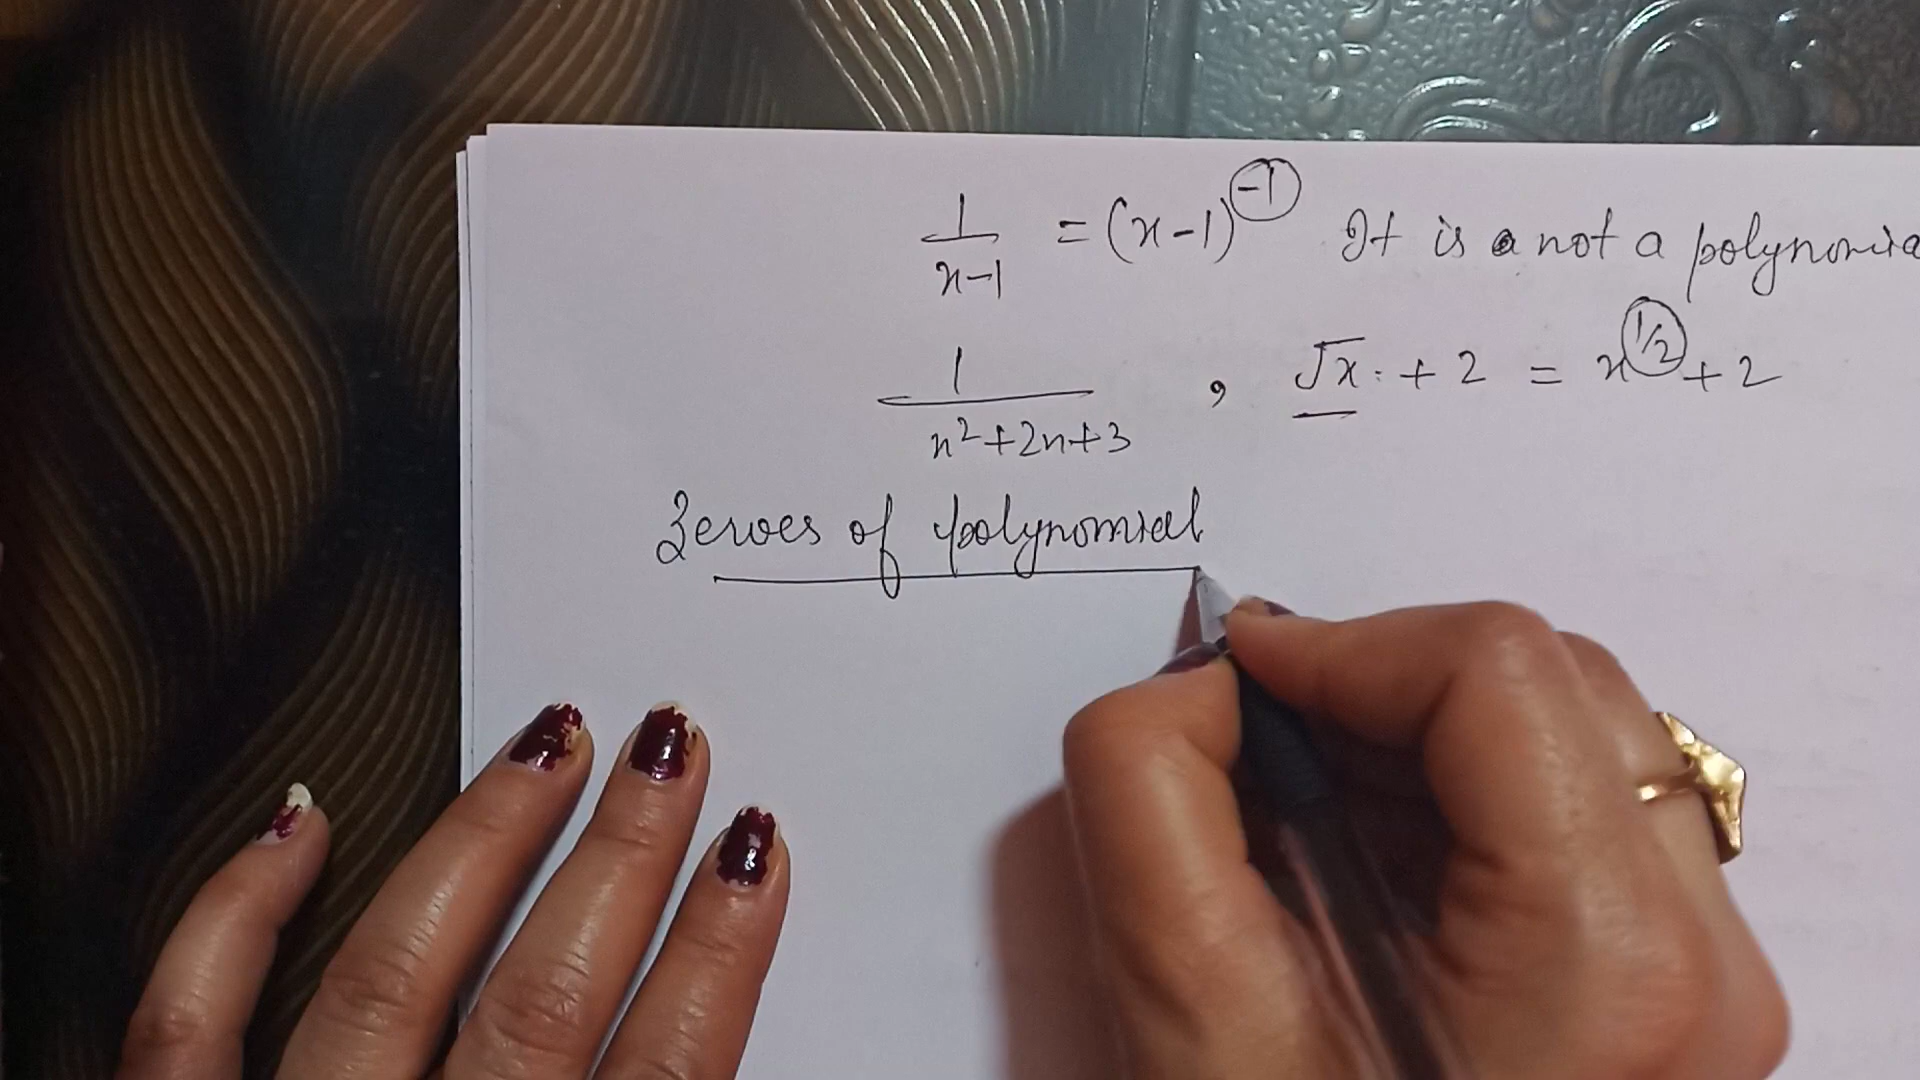 1/(x-1) = (x-1)^-1 It is a not a polynomia
1/(x²+2x+3) , √x + 2 = x^1/2 + 2
Zeroes of polynomial